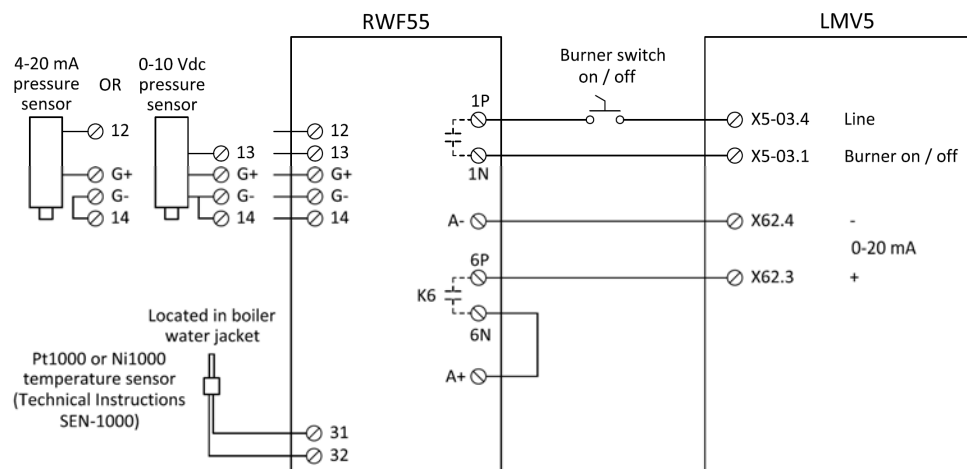 RWF55
LMV5
4-20 mA
pressure
sensor
OR
0-10 Vdc
pressure
sensor
Burner switch
on / off
12
13
G+
G-
14
G+
G-
14
12
13
G+
G-
14
1P
1N
X5-03.4
Line
X5-03.1
Burner on / off
A-
X62.4
-
0-20 mA
6P
X62.3
+
K6
6N
A+
Located in boiler
water jacket
Pt1000 or Ni1000
temperature sensor
(Technical Instructions
SEN-1000)
31
32